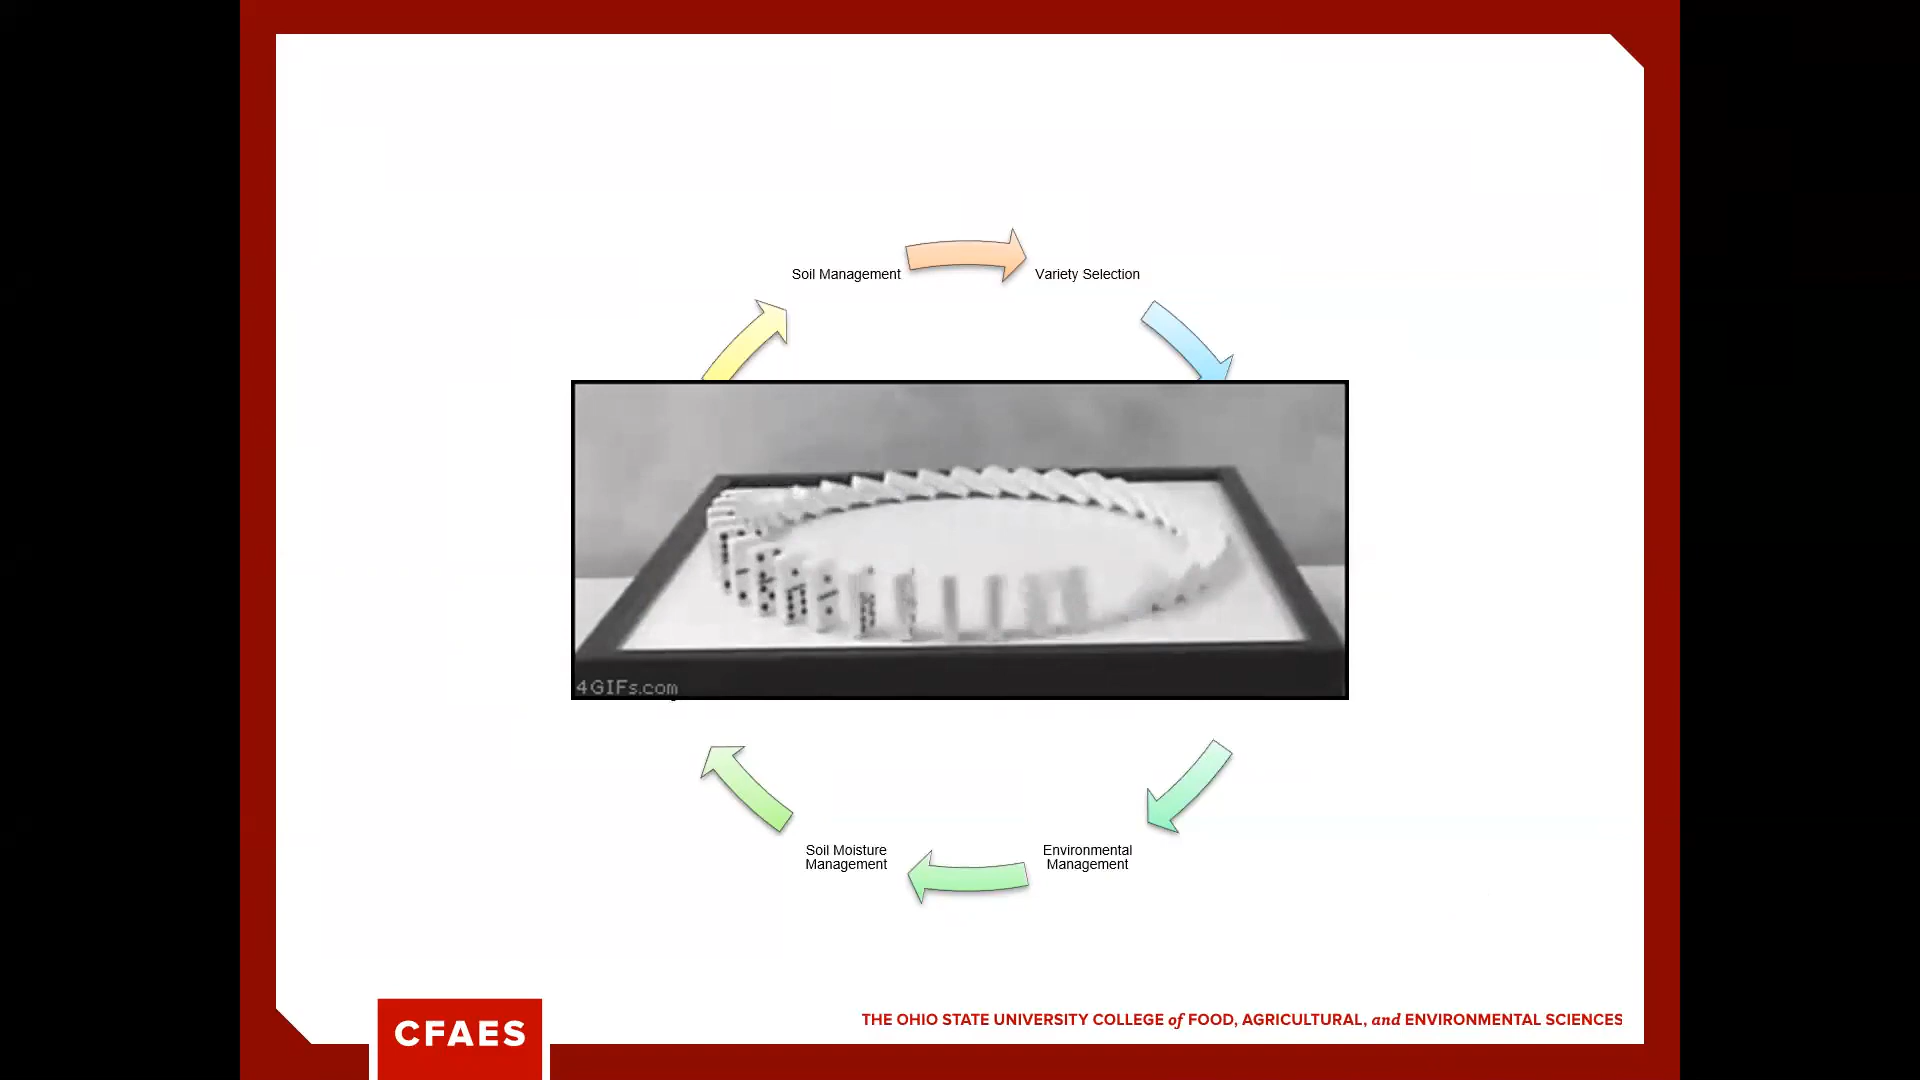 Soil Management
Variety Selection
4GIFs.com
Soil Moisture
Management
Environmental
Management
CFAES
THE OHIO STATE UNIVERSITY COLLEGE of FOOD, AGRICULTURAL, and ENVIRONMENTAL SCIENCES